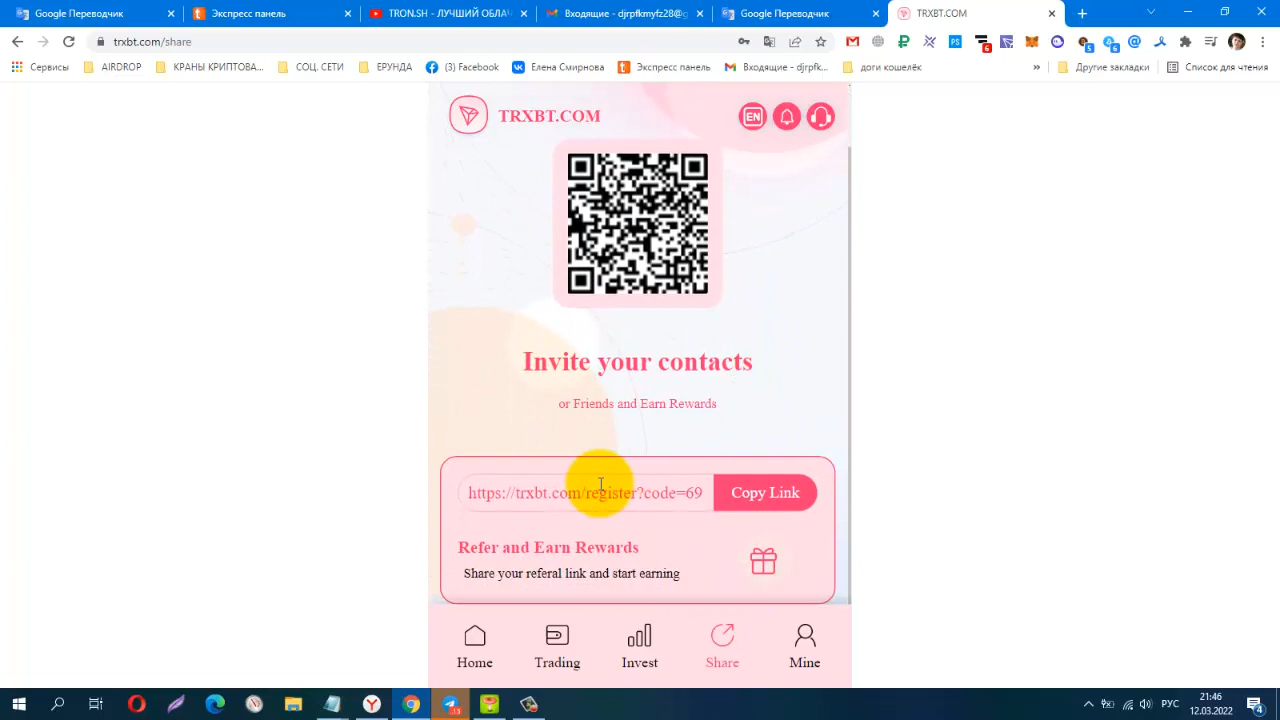 Google Переводчик
Экспресс панель
TRON.SH - ЛУЧШИЙ ОБЛАЧ
Входящие - djrpfkmyfz28@g
Google Переводчик
TRXBT.COM
trxbt.com/share
Сервисы
AIRDROP
КРАНЫ КРИПТОВА...
СОЦ. СЕТИ
ЕРУНДА
(3) Facebook
Елена Смирнова
Экспресс панель
Входящие - djrpfk...
доги кошелёк
»
Другие закладки
Список для чтения
TRXBT.COM
EN
Invite your contacts
or Friends and Earn Rewards
https://trxbt.com/register?code=69
Copy Link
Refer and Earn Rewards
Share your referal link and start earning
Home
Trading
Invest
Share
Mine
РУС
21:46
12.03.2022
4